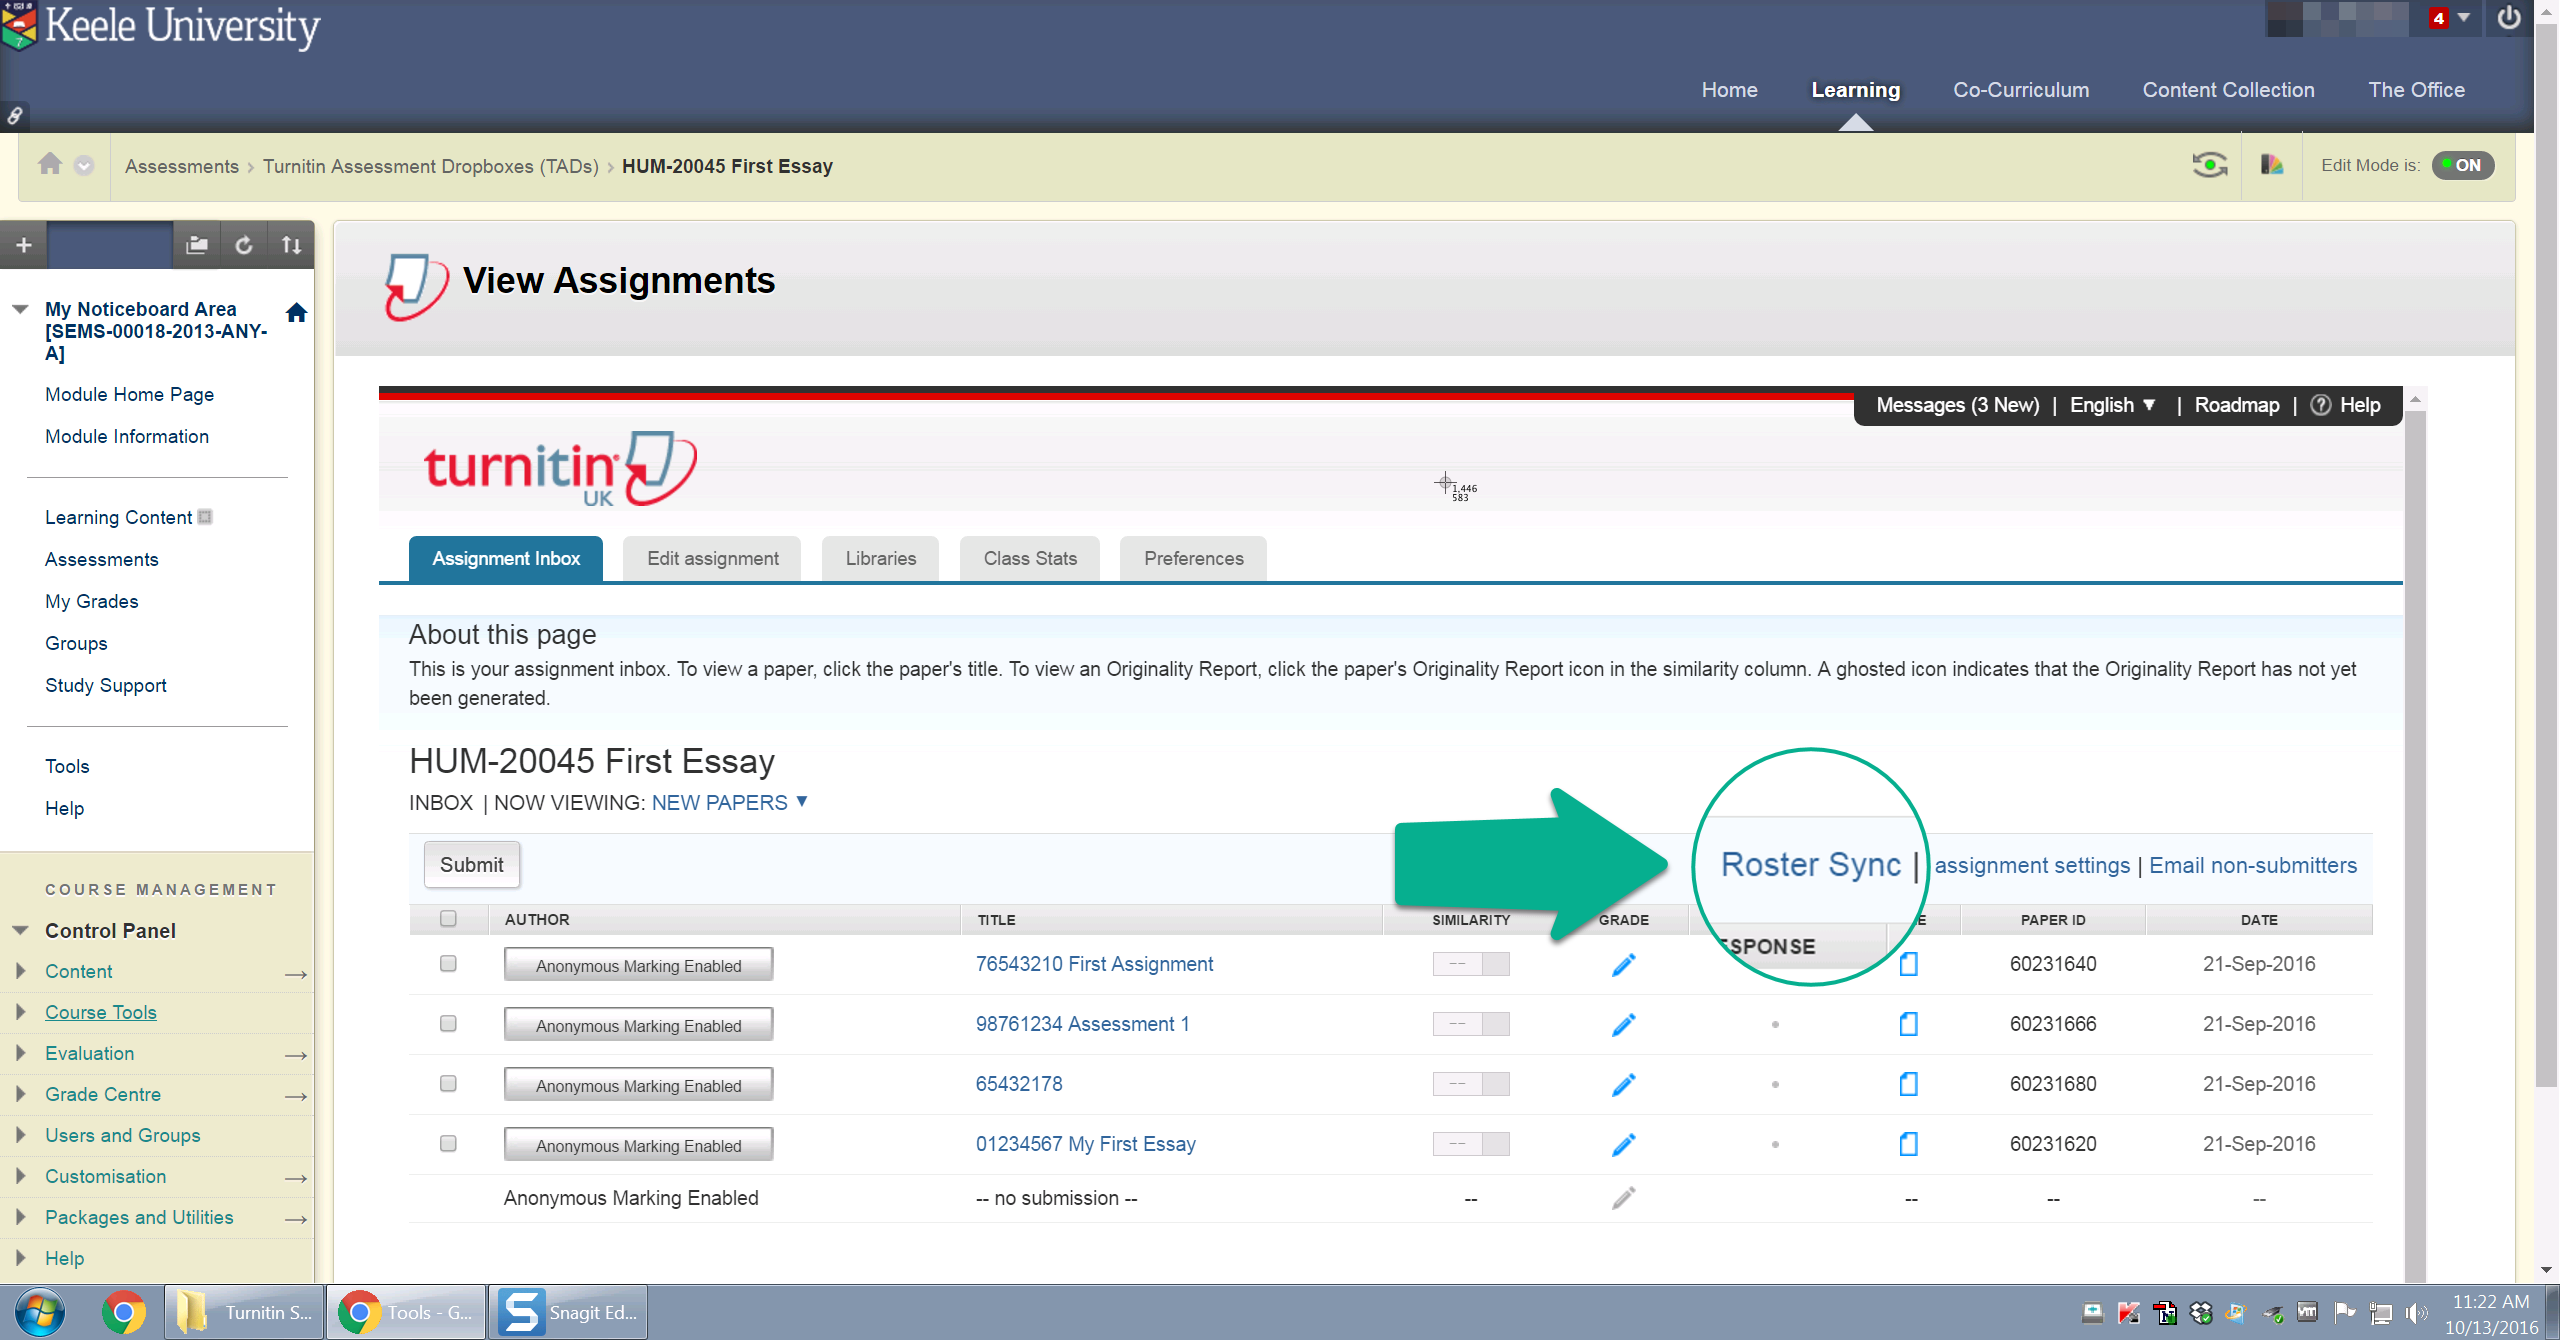 Keele University
4
Home
Learning
Co-Curriculum
Content Collection
The Office
Assessments > Turnitin Assessment Dropboxes (TADs) > HUM-20045 First Essay
Edit Mode is: ON
My Noticeboard Area
[SEMS-00018-2013-ANY-
A]
Module Home Page
Module Information
Learning Content
Assessments
My Grades
Groups
Study Support
Tools
Help
COURSE MANAGEMENT
Control Panel
Content
Course Tools
Evaluation
Grade Centre
Users and Groups
Customisation
Packages and Utilities
Help
View Assignments
Messages (3 New) | English ▼ | Roadmap | ? Help
turnitin
UK
1,446
583
Assignment Inbox
Edit assignment
Libraries
Class Stats
Preferences
About this page
This is your assignment inbox. To view a paper, click the paper's title. To view an Originality Report, click the paper's Originality Report icon in the similarity column. A ghosted icon indicates that the Originality Report has not yet
been generated.
HUM-20045 First Essay
INBOX | NOW VIEWING: NEW PAPERS ▼
Submit
Roster Sync | assignment settings | Email non-submitters
AUTHOR TITLE SIMILARITY GRADE ESPONSE E PAPER ID DATE
Anonymous Marking Enabled 76543210 First Assignment -- 60231640 21-Sep-2016
Anonymous Marking Enabled 98761234 Assessment 1 -- 60231666 21-Sep-2016
Anonymous Marking Enabled 65432178 -- 60231680 21-Sep-2016
Anonymous Marking Enabled 01234567 My First Essay -- 60231620 21-Sep-2016
Anonymous Marking Enabled -- no submission -- -- -- -- --
Turnitin S...
Tools - G...
Snagit Ed...
11:22 AM
10/13/2016